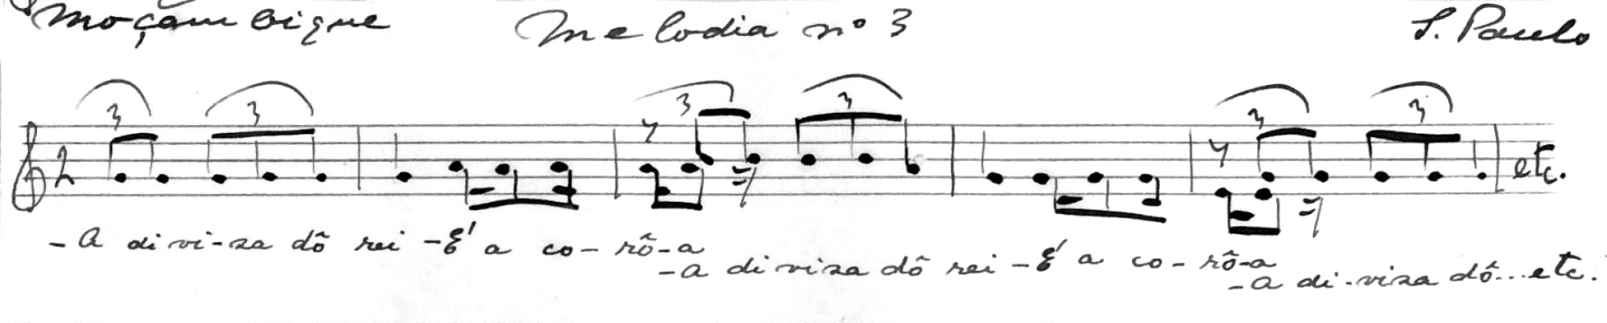 Moçambique Melodia nº 3 S. Paulo
3 3 3 3 3 3
2 etc.
- A di vi - za dô rei - É a co - rô - a
- A di viza dô rei - É a co - rô - a
- A di - viza dô... etc.